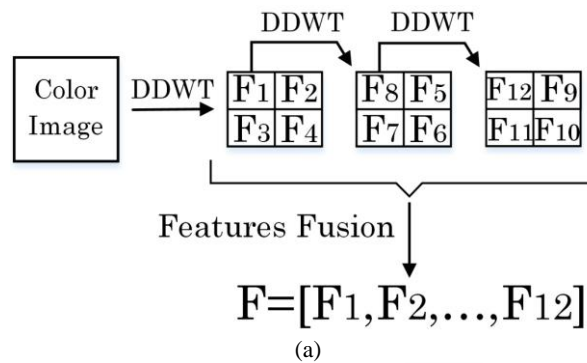 DDWT DDWT
Color Image
DDWT
F1 F2 F8 F5 F12 F9
F3 F4 F7 F6 F11 F10
Features Fusion
F=[F1,F2,...,F12]
(a)